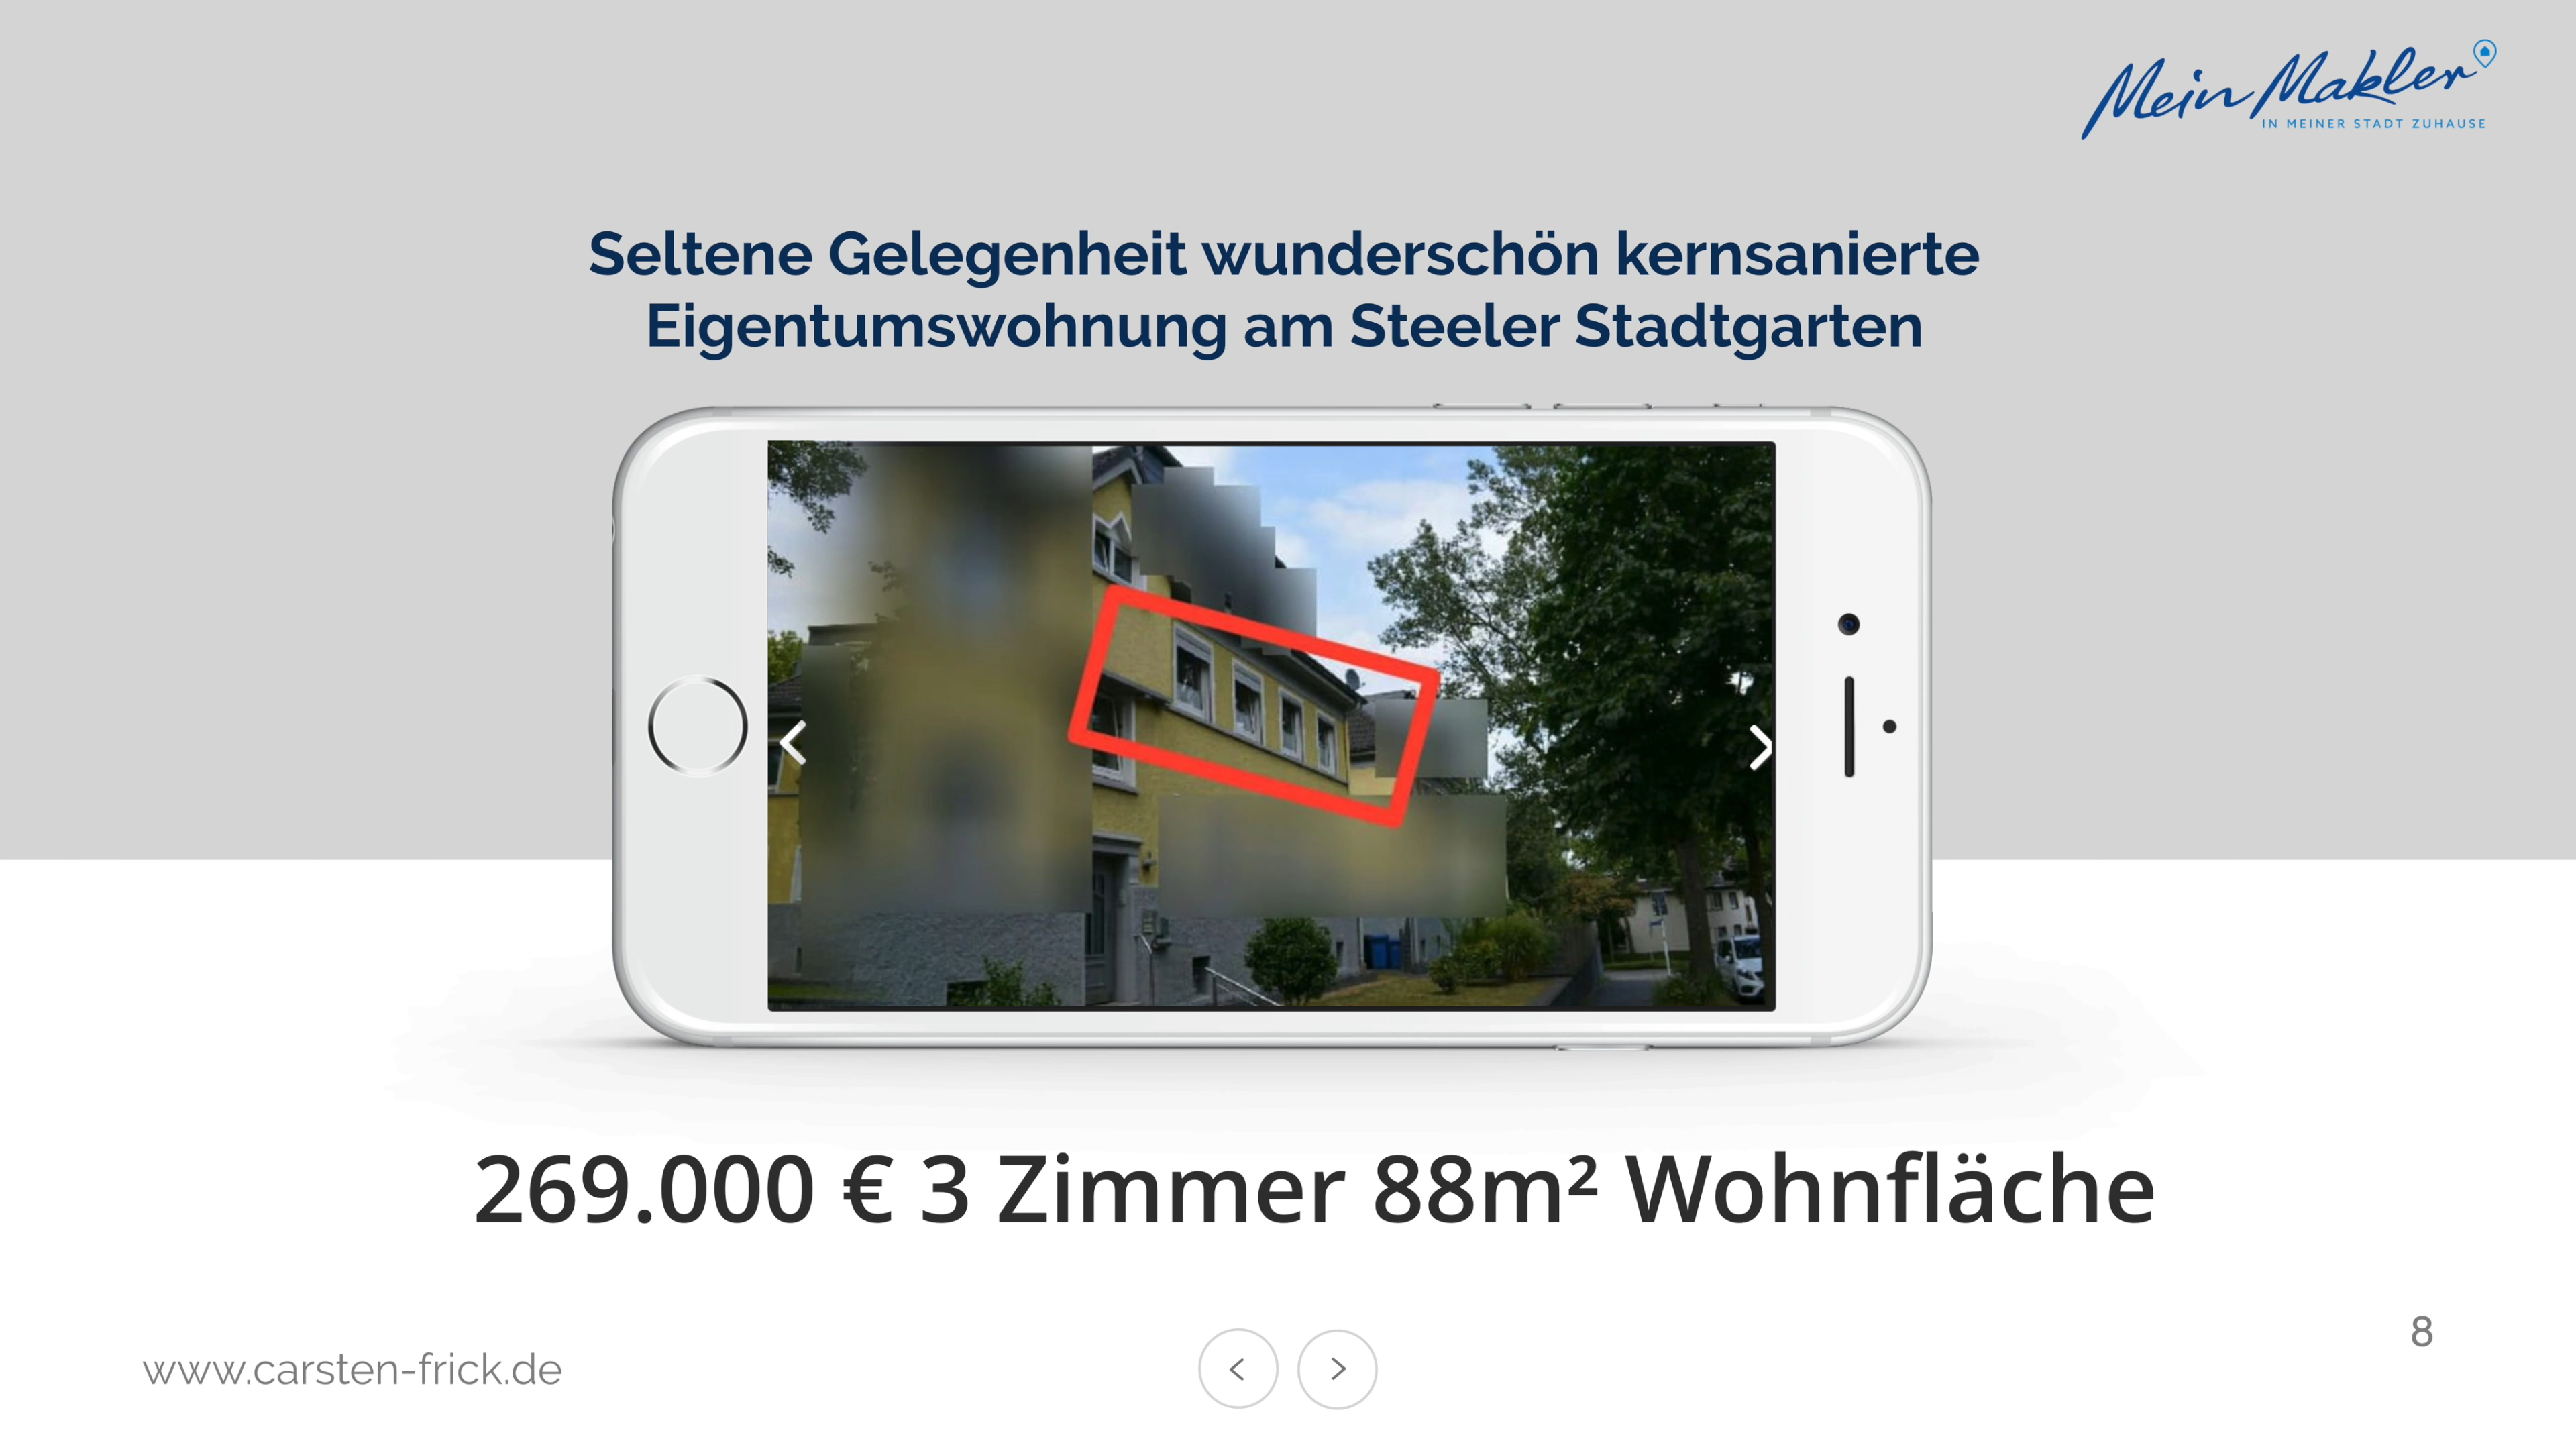 Mein Makler
IN MEINER STADT ZUHAUSE
Seltene Gelegenheit wunderschön kernsanierte
Eigentumswohnung am Steeler Stadtgarten
269.000 € 3 Zimmer 88m² Wohnfläche
www.carsten-frick.de
8